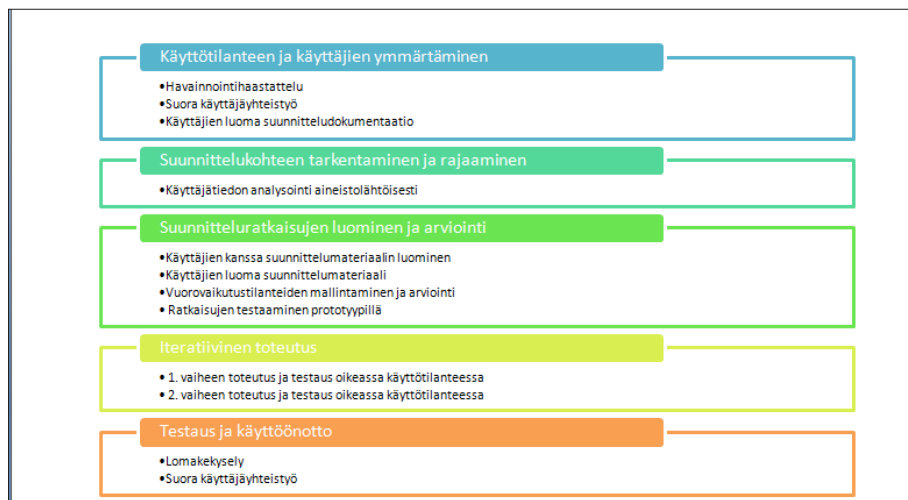 Käyttötilanteen ja käyttäjien ymmärtäminen
•Havainnointihaastattelu
•Suora käyttäjäyhteistyö
•Käyttäjien luoma suunnitteludokumentaatio
Suunnittelukohteen tarkentaminen ja rajaaminen
•Käyttäjätiedon analysointi aineistolähtöisesti
Suunnitteluratkaisujen luominen ja arviointi
•Käyttäjien kanssa suunnittelumateriaalin luominen
•Käyttäjien luoma suunnittelumateriaali
•Vuorovaikutustilanteiden mallintaminen ja arviointi
• Ratkaisujen testaaminen prototyypillä
Iteratiivinen toteutus
• 1. vaiheen toteutus ja testaus oikeassa käyttötilanteessa
• 2. vaiheen toteutus ja testaus oikeassa käyttötilanteessa
Testaus ja käyttöönotto
•Lomakekysely
•Suora käyttäjäyhteistyö